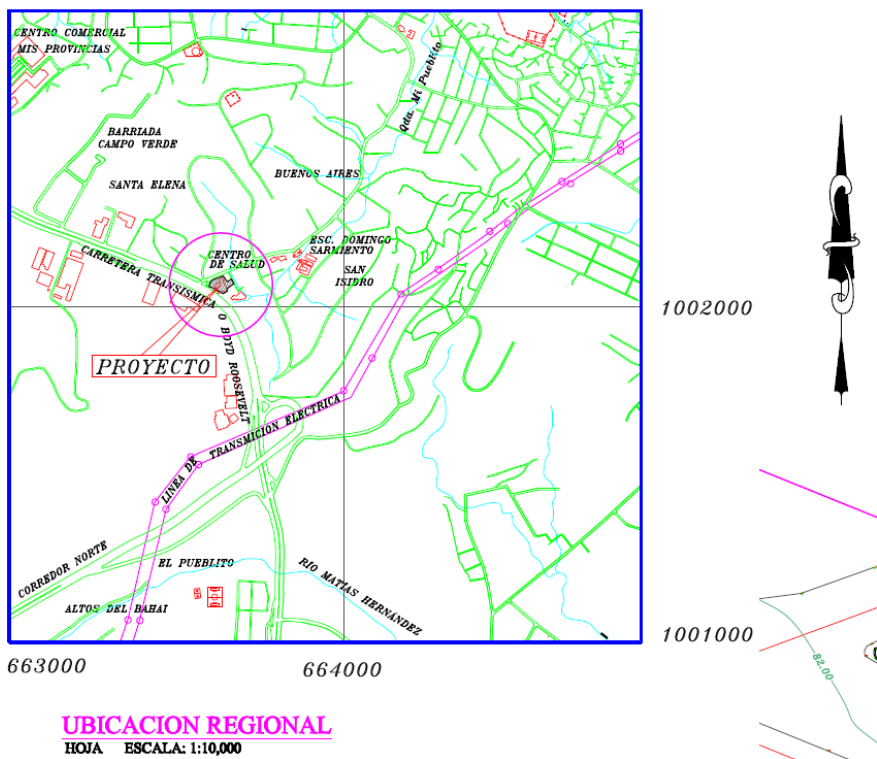 CENTRO COMERCIAL
MIS PROVINCIAS
Qda. Mi Pueblito
BARRIADA
CAMPO VERDE
SANTA ELENA
BUENOS AIRES
CENTRO
DE SALUD
ESC. DOMINGO
SARMIENTO
SAN
ISIDRO
CARRETERA TRANSISMICA O BOYD ROOSEVELT
1002000
PROYECTO
LINEA DE TRANSMICION ELECTRICA
CORREDOR NORTE
EL PUEBLITO
RIO MATÍAS HERNÁNDEZ
ALTOS DEL BAHAI
1001000
663000
664000
82.00
UBICACION REGIONAL
HOJA ESCALA: 1:10,000